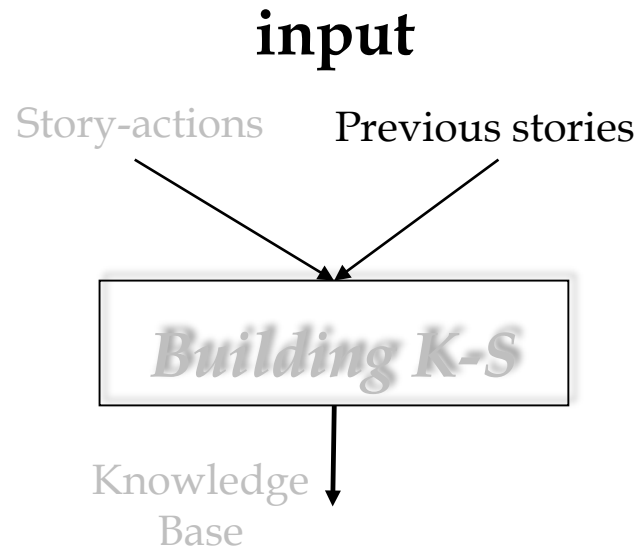 input
Story-actions
Previous stories
Building K-S
Knowledge
Base